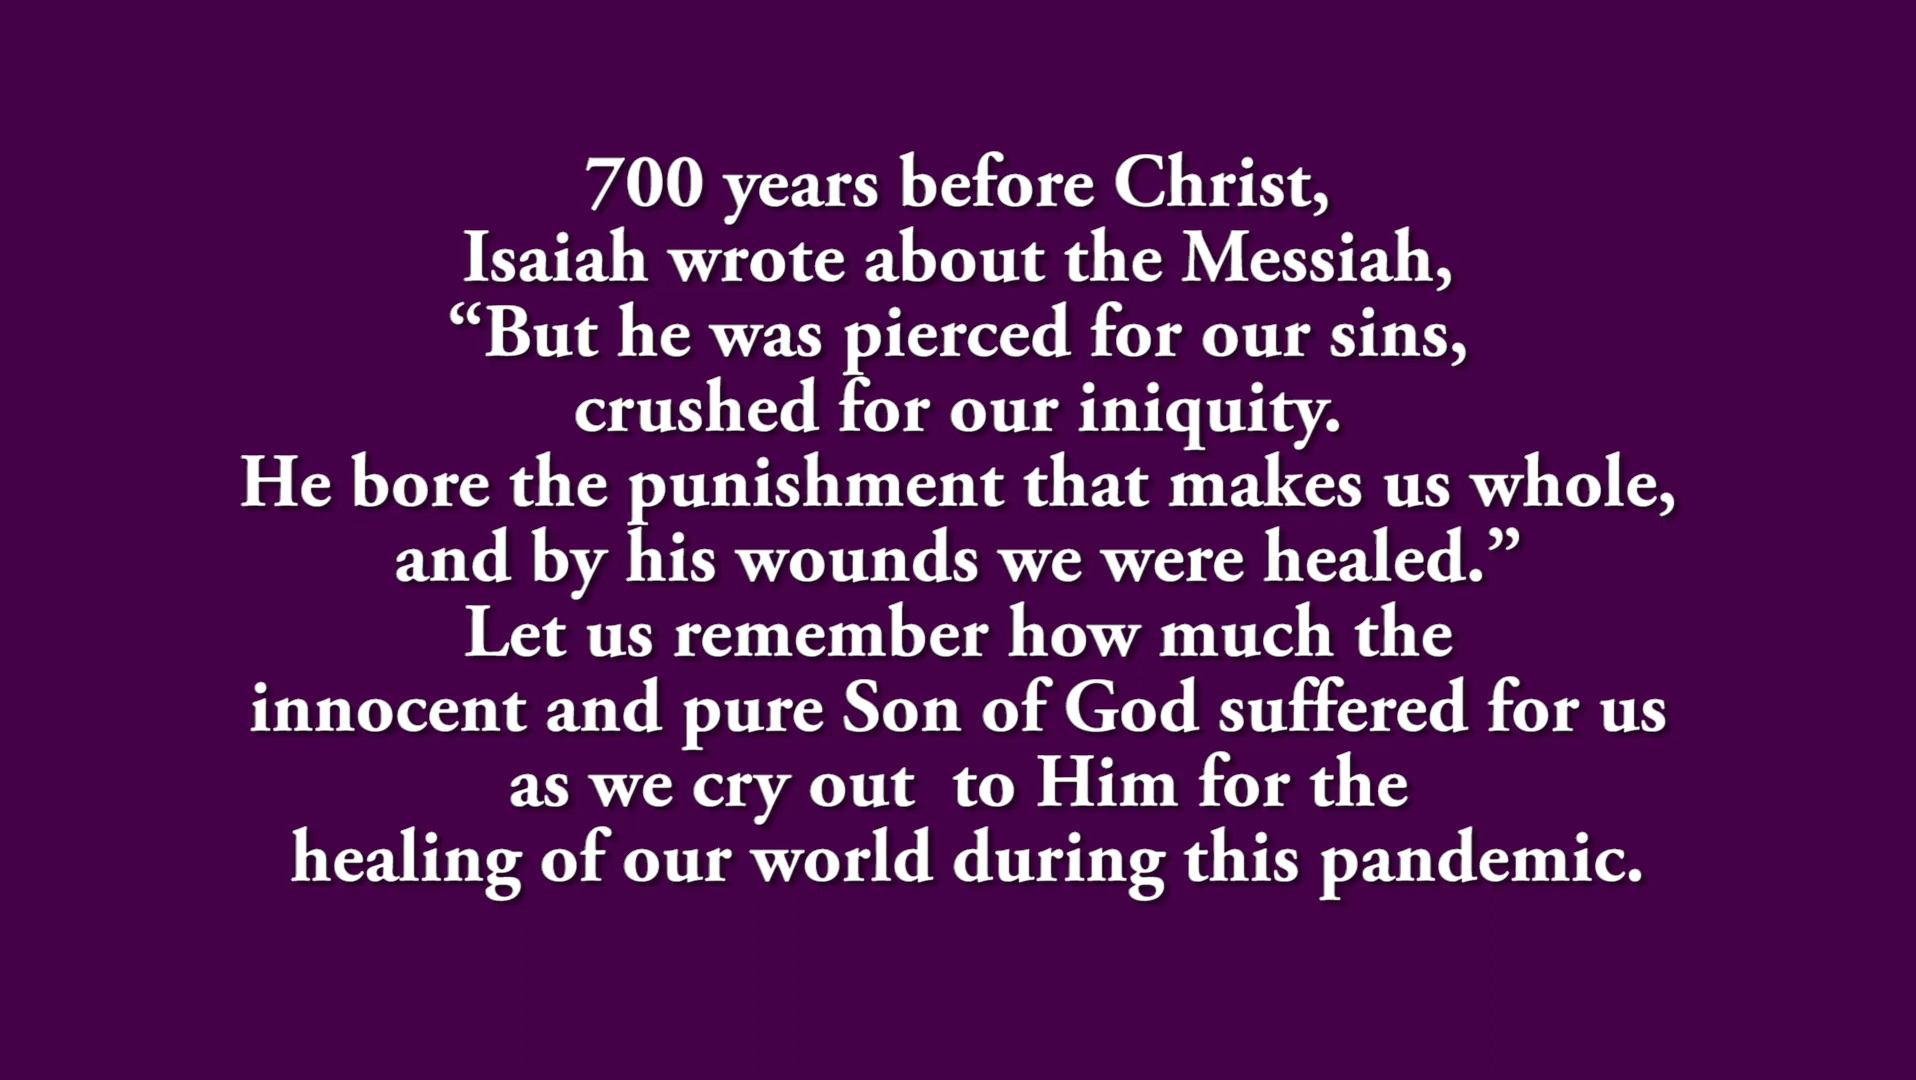 700 years before Christ,
Isaiah wrote about the Messiah,
“But he was pierced for our sins,
crushed for our iniquity.
He bore the punishment that makes us whole,
and by his wounds we were healed.”
Let us remember how much the
innocent and pure Son of God suffered for us
as we cry out  to Him for the
healing of our world during this pandemic.